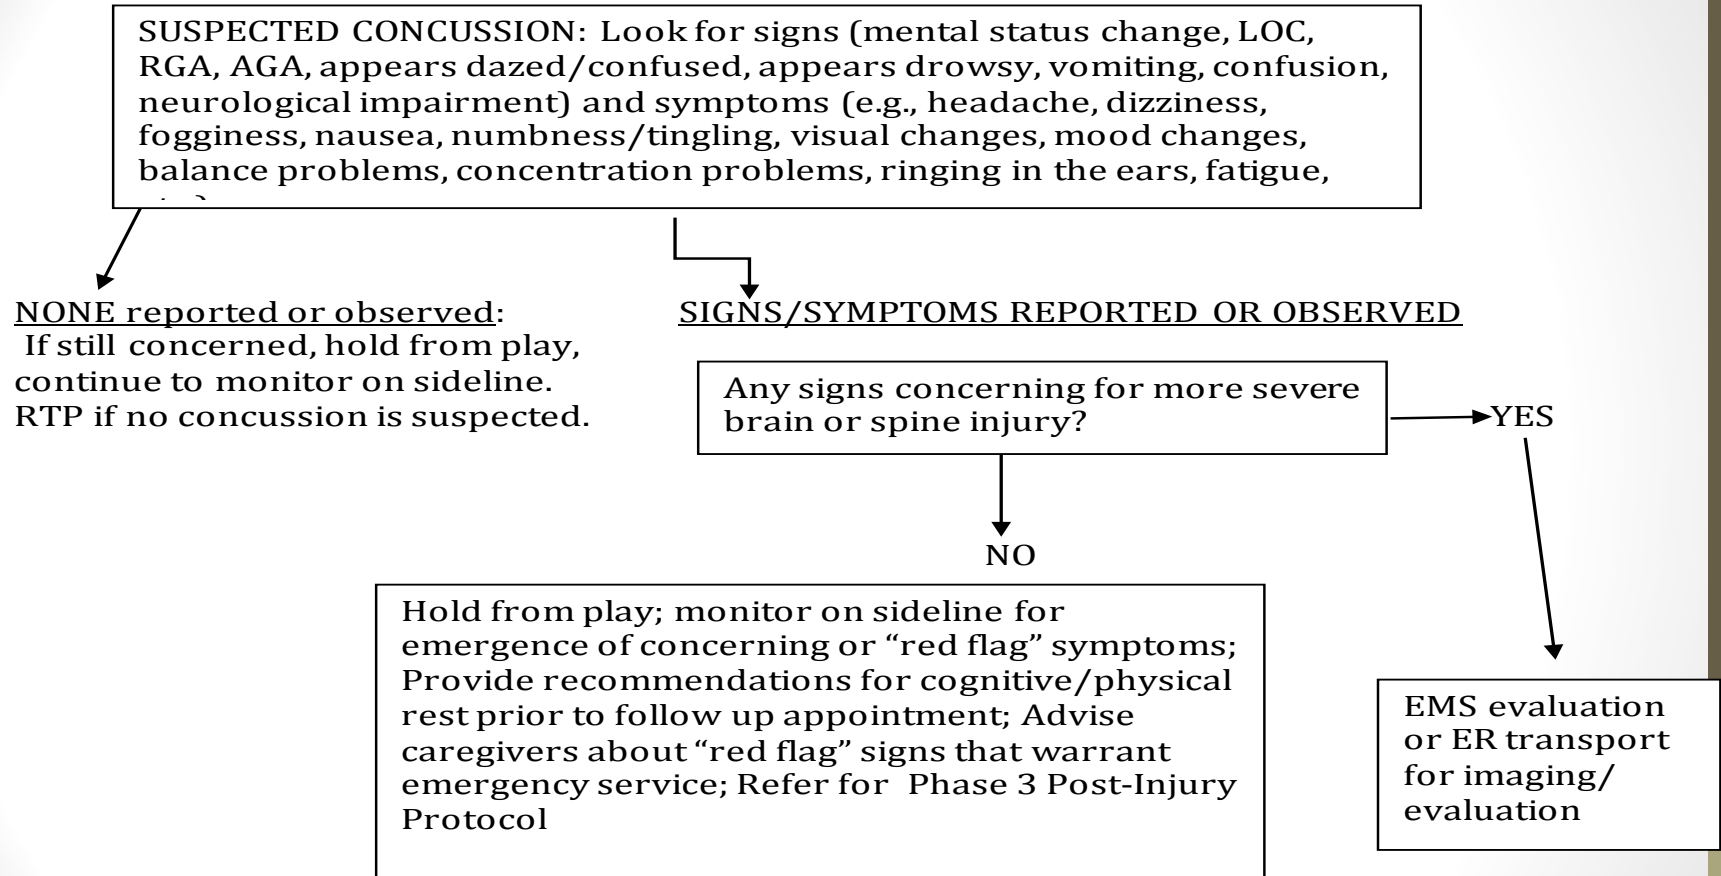 SUSPECTED CONCUSSION: Look for signs (mental status change, LOC,
RGA, AGA, appears dazed/confused, appears drowsy, vomiting, confusion,
neurological impairment) and symptoms (e.g., headache, dizziness,
fogginess, nausea, numbness/tingling, visual changes, mood changes,
balance problems, concentration problems, ringing in the ears, fatigue,
NONE reported or observed:
If still concerned, hold from play,
continue to monitor on sideline.
RTP if no concussion is suspected.
SIGNS/SYMPTOMS REPORTED OR OBSERVED
Any signs concerning for more severe
brain or spine injury?
YES
NO
Hold from play; monitor on sideline for
emergence of concerning or “red flag” symptoms;
Provide recommendations for cognitive/physical
rest prior to follow up appointment; Advise
caregivers about “red flag” signs that warrant
emergency service; Refer for Phase 3 Post-Injury
Protocol
EMS evaluation
or ER transport
for imaging/
evaluation